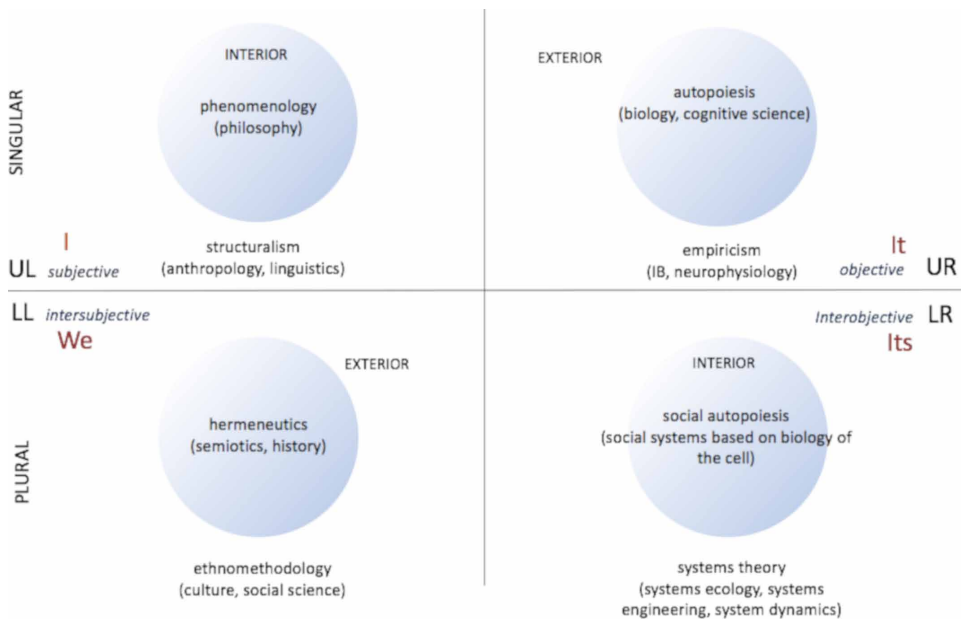 SINGULAR
INTERIOR
phenomenology
(philosophy)
structuralism
(anthropology, linguistics)
I
UL subjective
EXTERIOR
autopoiesis
(biology, cognitive science)
empiricism
(IB, neurophysiology)
It
objective UR
LL intersubjective
We
PLURAL
EXTERIOR
hermeneutics
(semiotics, history)
ethnomethodology
(culture, social science)
Interobjective LR
Its
INTERIOR
social autopoiesis
(social systems based on biology of
the cell)
systems theory
(systems ecology, systems
engineering, system dynamics)